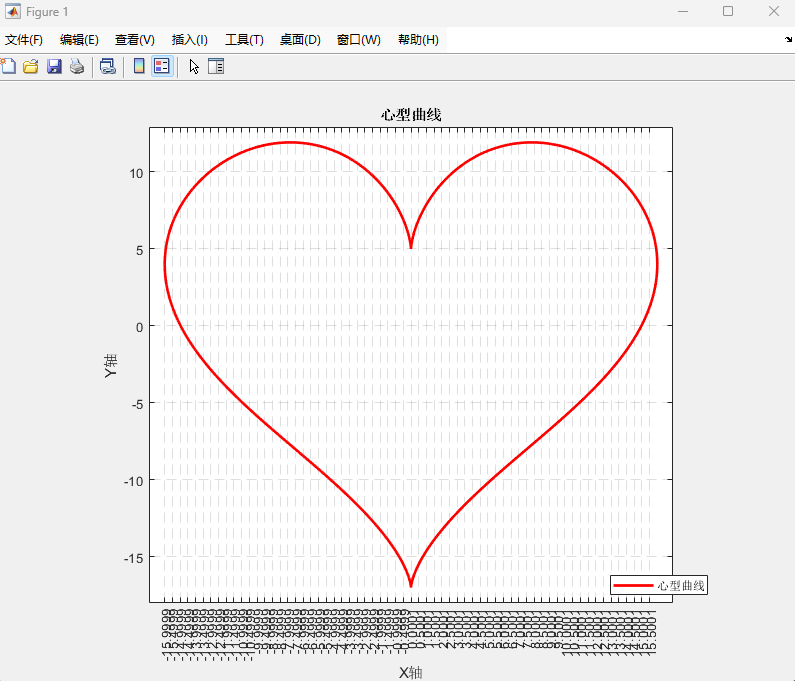 Figure 1
文件(F) 编辑(E) 查看(V) 插入(I) 工具(T) 桌面(D) 窗口(W) 帮助(H)
心型曲线
10
5
0
-5
-10
-15
Y轴
心型曲线
-15.9999 -15.4999 -14.9999 -14.4999 -13.9999 -13.4999 -12.9999 -12.4999 -11.9999 -11.4999 -10.9999 -10.4999 -9.9999 -9.4999 -8.9999 -8.4999 -7.9999 -7.4999 -6.9999 -6.4999 -5.9999 -5.4999 -4.9999 -4.4999 -3.9999 -3.4999 -2.9999 -2.4999 -1.9999 -1.4999 -0.9999 -0.4999 0.0001 0.5001 1.0001 1.5001 2.0001 2.5001 3.0001 3.5001 4.0001 4.5001 5.0001 5.5001 6.0001 6.5001 7.0001 7.5001 8.0001 8.5001 9.0001 9.5001 10.0001 10.5001 11.0001 11.5001 12.0001 12.5001 13.0001 13.5001 14.0001 14.5001 15.0001 15.5001
X轴